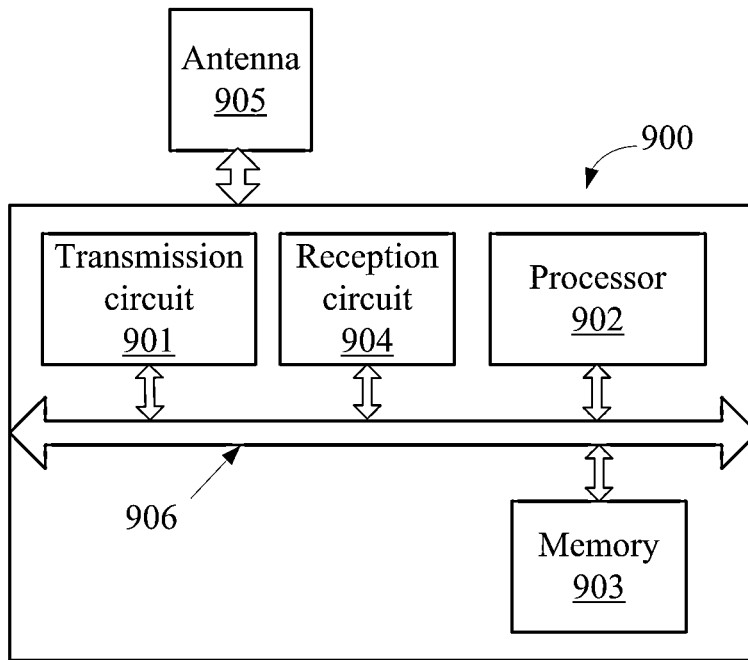 Antenna
905
900
Transmission
circuit
901
Reception
circuit
904
Processor
902
906
Memory
903